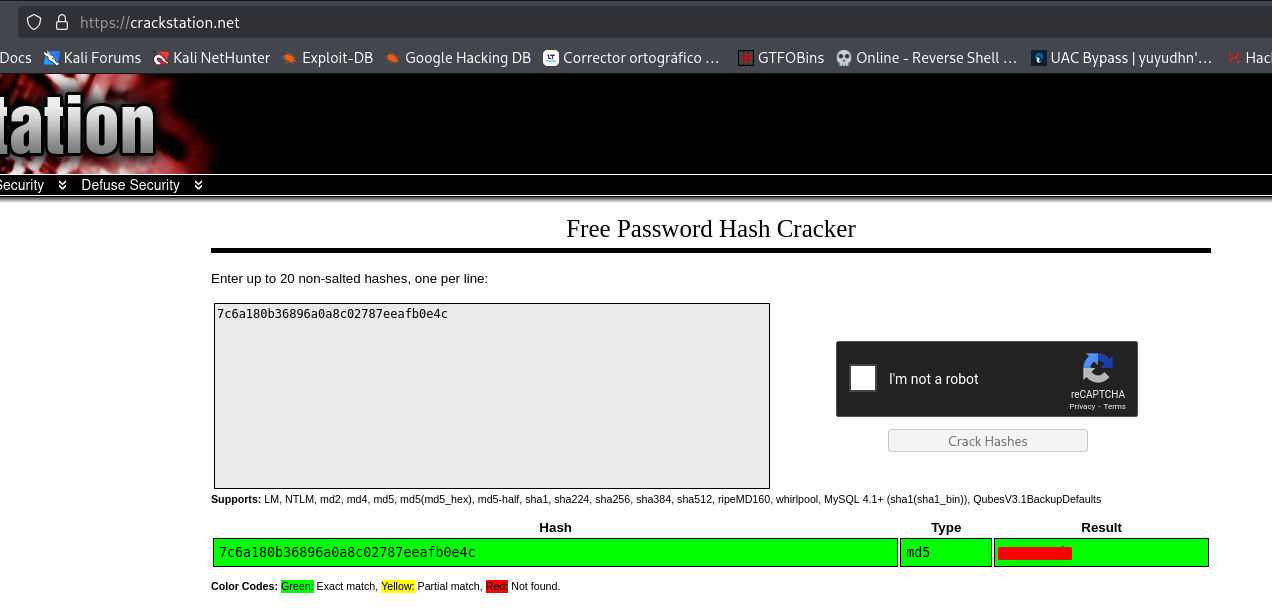 https://crackstation.net
Docs Kali Forums Kali NetHunter Exploit-DB Google Hacking DB Corrector ortográfico ... GTFOBins Online - Reverse Shell ... UAC Bypass | yuyudhn'... Hac
tation
Security Defuse Security
Free Password Hash Cracker
Enter up to 20 non-salted hashes, one per line:
7c6a180b36896a0a8c02787eeafb0e4c
I'm not a robot
reCAPTCHA
Privacy - Terms
Crack Hashes
Supports: LM, NTLM, md2, md4, md5, md5(md5_hex), md5-half, sha1, sha224, sha256, sha384, sha512, ripeMD160, whirlpool, MySQL 4.1+ (sha1(sha1_bin)), QubesV3.1BackupDefaults
Hash Type Result
7c6a180b36896a0a8c02787eeafb0e4c md5
Color Codes: Green: Exact match, Yellow: Partial match, Red: Not found.